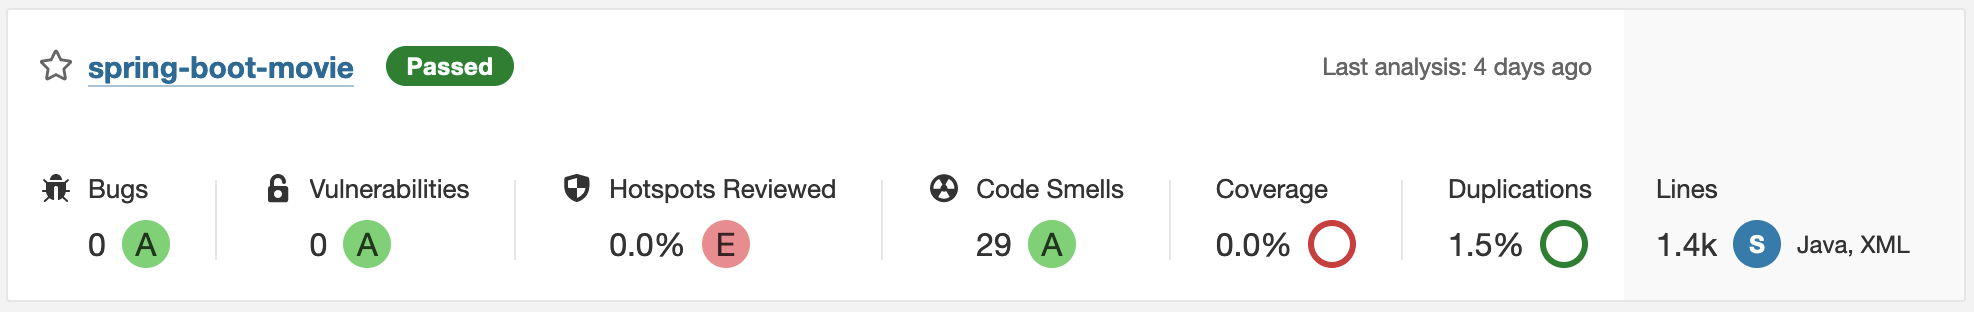 spring-boot-movie Passed Last analysis: 4 days ago
Bugs Vulnerabilities Hotspots Reviewed Code Smells Coverage Duplications Lines
0 A 0 A 0.0% E 29 A 0.0% 1.5% 1.4k S Java, XML